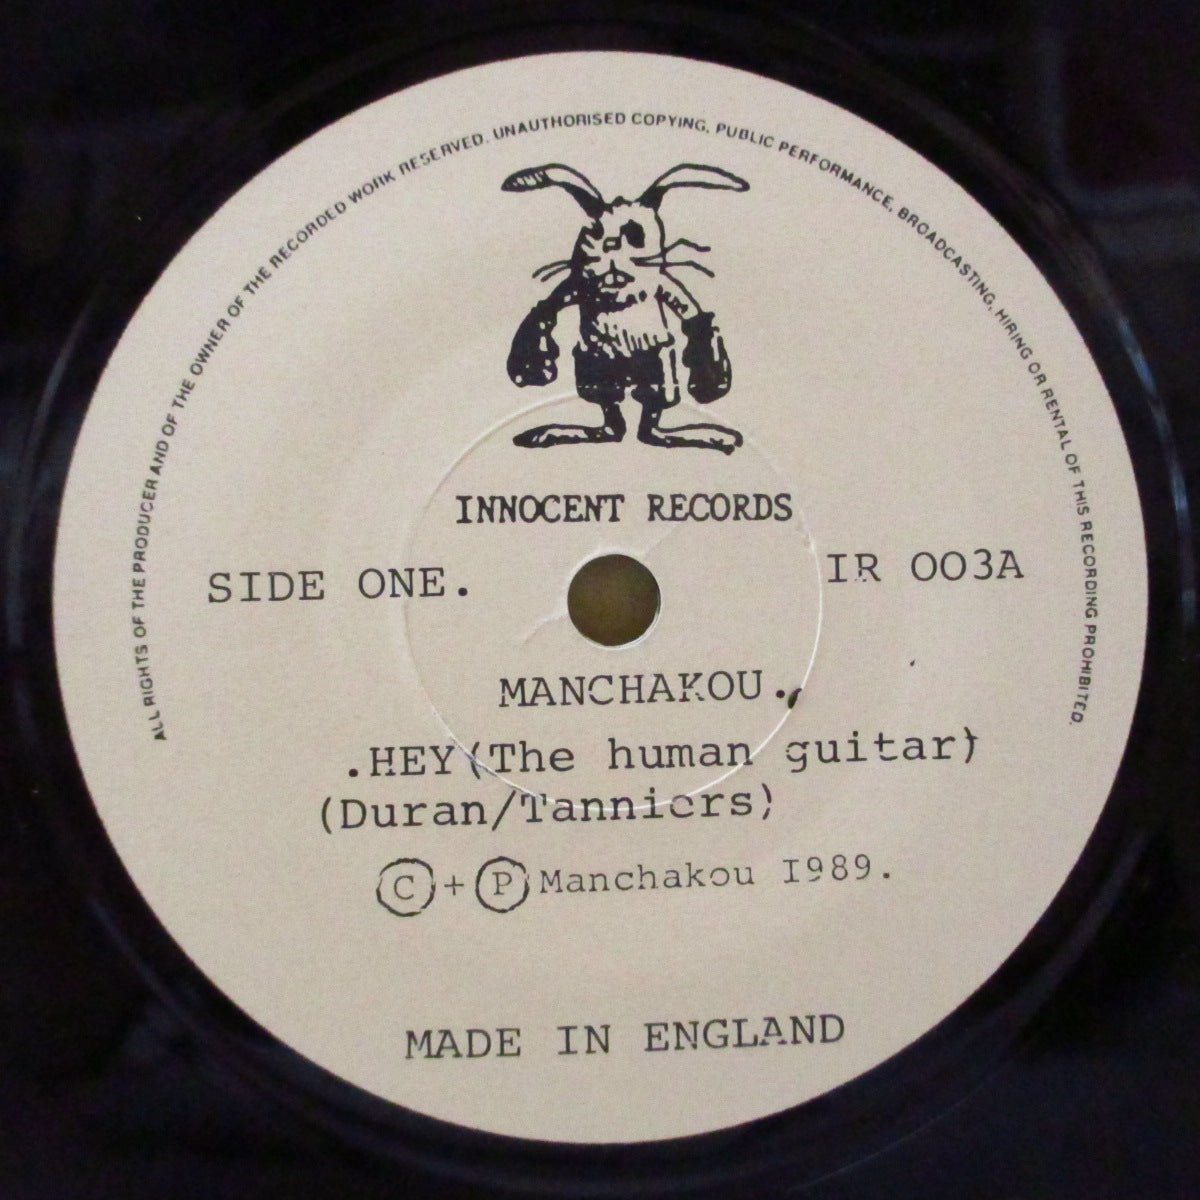 ALL RIGHTS OF THE PRODUCER AND OF THE OWNER OF THE RECORDED WORK RESERVED. UNAUTHORISED COPYING, PUBLIC PERFORMANCE, BROADCASTING, HIRING OR RENTAL OF THIS RECORDING PROHIBITED.
INNOCENT RECORDS
SIDE ONE. IR 003A
MANCHAKOU.
.HEY(The human guitar)
(Duran/Tanniers)
Ⓒ+Ⓟ Manchakou 1989.
MADE IN ENGLAND